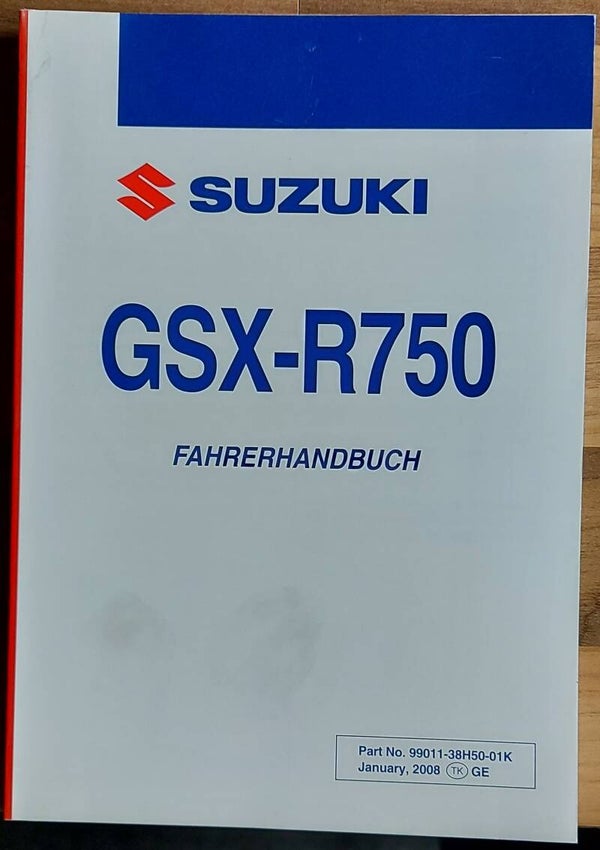 SUZUKI
GSX-R750
FAHRERHANDBUCH
Part No. 99011-38H50-01K
January, 2008 TK GE